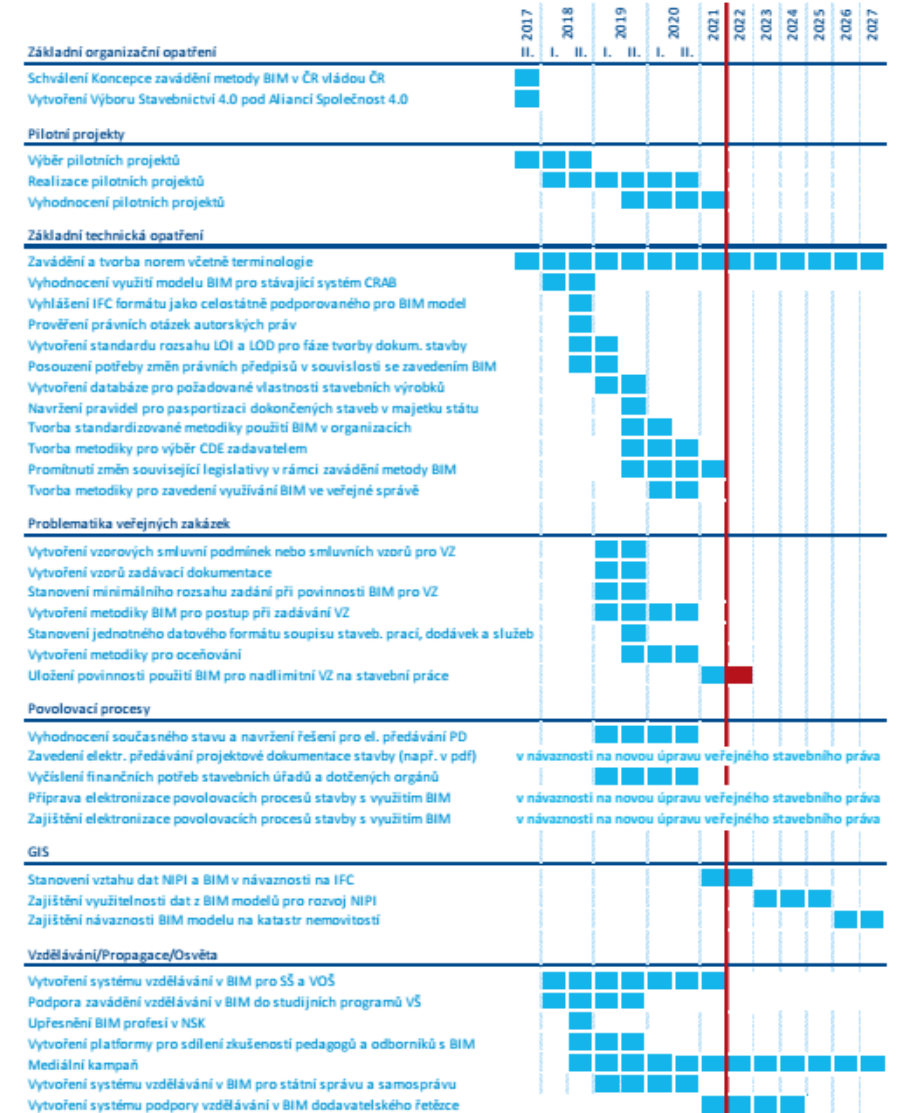 2017 2018 2019 2020 2021 2022 2023 2024 2025 2026 2027
Základní organizační opatření II. I. II. I. II. I. II.
Schválení Koncepce zavádění metody BIM v ČR vládou ČR
Vytvoření Výboru Stavebnictví 4.0 pod Aliancí Společnost 4.0
Pilotní projekty
Výběr pilotních projektů
Realizace pilotních projektů
Vyhodnocení pilotních projektů
Základní technická opatření
Zavádění a tvorba norem včetně terminologie
Vyhodnocení využití modelu BIM pro stávající systém CRAB
Vyhlášení IFC formátu jako celostátně podporovaného pro BIM model
Prověření právních otázek autorských práv
Vytvoření standardu rozsahu LOI a LOD pro fáze tvorby dokum. stavby
Posouzení potřeby změn právních předpisů v souvislosti se zavedením BIM
Vytvoření databáze pro požadované vlastnosti stavebních výrobků
Navržení pravidel pro pasportizaci dokončených staveb v majetku státu
Tvorba standardizované metodiky použití BIM v organizacích
Tvorba metodiky pro výběr CDE zadavatelem
Promítnutí změn související legislativy v rámci zavádění metody BIM
Tvorba metodiky pro zavedení využívání BIM ve veřejné správě
Problematika veřejných zakázek
Vytvoření vzorových smluvní podmínek nebo smluvních vzorů pro VZ
Vytvoření vzorů zadávací dokumentace
Stanovení minimálního rozsahu zadání při povinnosti BIM pro VZ
Vytvoření metodiky BIM pro postup při zadávání VZ
Stanovení jednotného datového formátu soupisu staveb. prací, dodávek a služeb
Vytvoření metodiky pro oceňování
Uložení povinnosti použití BIM pro nadlimitní VZ na stavební práce
Povolovací procesy
Vyhodnocení současného stavu a navržení řešení pro el. předávání PD
Zavedení elektr. předávání projektové dokumentace stavby (např. v pdf) v návaznosti na novou úpravu veřejného stavebního práva
Vyčíslení finančních potřeb stavebních úřadů a dotčených orgánů
Příprava elektronizace povolovacích procesů stavby s využitím BIM v návaznosti na novou úpravu veřejného stavebního práva
Zajištění elektronizace povolovacích procesů stavby s využitím BIM v návaznosti na novou úpravu veřejného stavebního práva
GIS
Stanovení vztahu dat NIPI a BIM v návaznosti na IFC
Zajištění využitelnosti dat z BIM modelů pro rozvoj NIPI
Zajištění návaznosti BIM modelu na katastr nemovitostí
Vzdělávání/Propagace/Osvěta
Vytvoření systému vzdělávání v BIM pro SŠ a VOŠ
Podpora zavádění vzdělávání v BIM do studijních programů VŠ
Upřesnění BIM profesí v NSK
Vytvoření platformy pro sdílení zkušeností pedagogů a odborníků s BIM
Mediální kampaň
Vytvoření systému vzdělávání v BIM pro státní správu a samosprávu
Vytvoření systému podpory vzdělávání v BIM dodavatelského řetězce